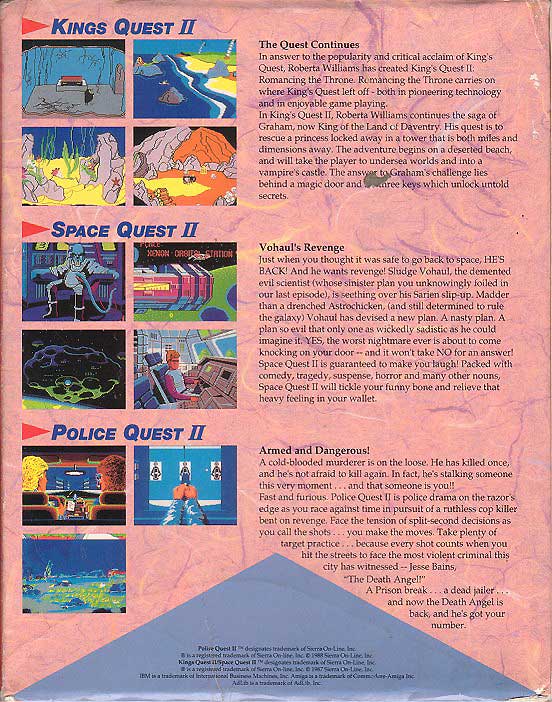 KINGS QUEST II
The Quest Continues
In answer to the popularity and critical acclaim of King's
Quest, Roberta Williams has created King's Quest II:
Romancing the Throne. Romancing the Throne carries on
where King's Quest left off - both in pioneering technology
and in enjoyable game playing.
In King's Quest II, Roberta Williams continues the saga of
Graham, now King of the Land of Daventry. His quest is to
rescue a princess locked away in a tower that is both miles and
dimensions away. The adventure begins on a deserted beach,
and will take the player to undersea worlds and into a
vampire's castle. The answer to Graham's challenge lies
behind a magic door and three keys which unlock untold
secrets.
SPACE QUEST II
XENON ORBITAL STATION
Vohaul's Revenge
Just when you thought it was safe to go back to space, HE'S
BACK! And he wants revenge! Sludge Vohaul, the demented
evil scientist (whose sinister plan you unknowingly foiled in
our last episode), is seething over his Sarien slip-up. Madder
than a drenched Astrochicken, (and still determined to rule
the galaxy) Vohaul has devised a new plan. A nasty plan. A
plan so evil that only one as wickedly sadistic as he could
imagine it. YES, the worst nightmare ever is about to come
knocking on your door -- and it won't take NO for an answer!
Space Quest II is guaranteed to make you laugh! Packed with
comedy, tragedy, suspense, horror and many other nouns,
Space Quest II will tickle your funny bone and relieve that
heavy feeling in your wallet.
POLICE QUEST II
Armed and Dangerous!
A cold-blooded murderer is on the loose. He has killed once,
and he's not afraid to kill again. In fact, he's stalking someone
this very moment . . . and that someone is you!!
Fast and furious. Police Quest II is police drama on the razor's
edge as you race against time in pursuit of a ruthless cop killer
bent on revenge. Face the tension of split-second decisions as
you call the shots . . . you make the moves. Take plenty of
target practice . . . because every shot counts when you
hit the streets to face the most violent criminal this
city has witnessed -- Jesse Bains,
"The Death Angel!"
A Prison break . . . a dead jailer . . .
and now the Death Angel is
back, and he's got your
number.
Police Quest II ™ designates trademark of Sierra On-Line, Inc.
® is a registered trademark of Sierra On-line, Inc. © 1988 Sierra On-Line, Inc.
Kings Quest II/Space Quest II ™ designates trademark of Sierra On-Line, Inc.
® is a registered trademark of Sierra On-Line, Inc. © 1987 Sierra On-Line, Inc.
IBM is a trademark of International Business Machines, Inc. Amiga is a trademark of Commodore-Amiga Inc.
AdLib is a trademark of AdLib, Inc.